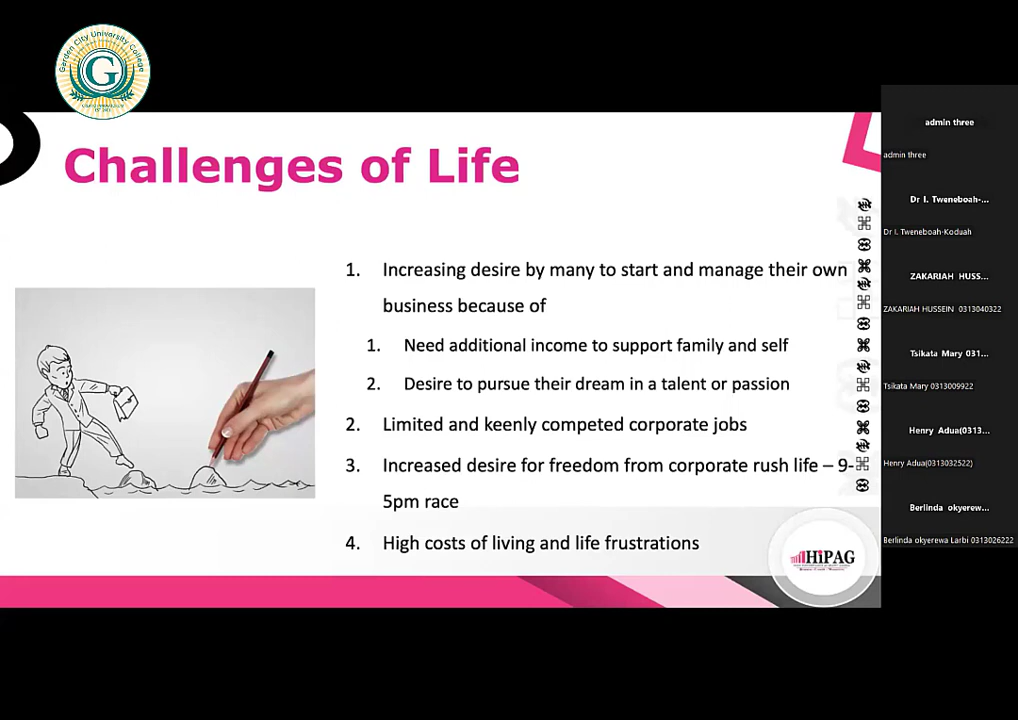 Garden City University College
G
Challenges of Life
1. Increasing desire by many to start and manage their own
business because of
1. Need additional income to support family and self
2. Desire to pursue their dream in a talent or passion
2. Limited and keenly competed corporate jobs
3. Increased desire for freedom from corporate rush life – 9-
5pm race
4. High costs of living and life frustrations
HiPAG
admin three
admin three
Dr I. Tweneboah-...
Dr I. Tweneboah-Koduah
ZAKARIAH HUSS...
ZAKARIAH HUSSEIN 0313040322
Tsikata Mary 031...
Tsikata Mary 0313009922
Henry Adua(0313...
Henry Adua(0313032522)
Berlinda okyerew...
Berlinda okyerewa Larbi 0313026222